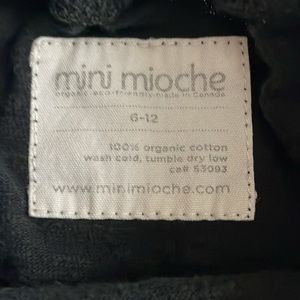 mini mioche
organic . eco-friendly . made in Canada
6-12
100% organic cotton
wash cold, tumble dry low
ca# 53093
www.minimioche.com